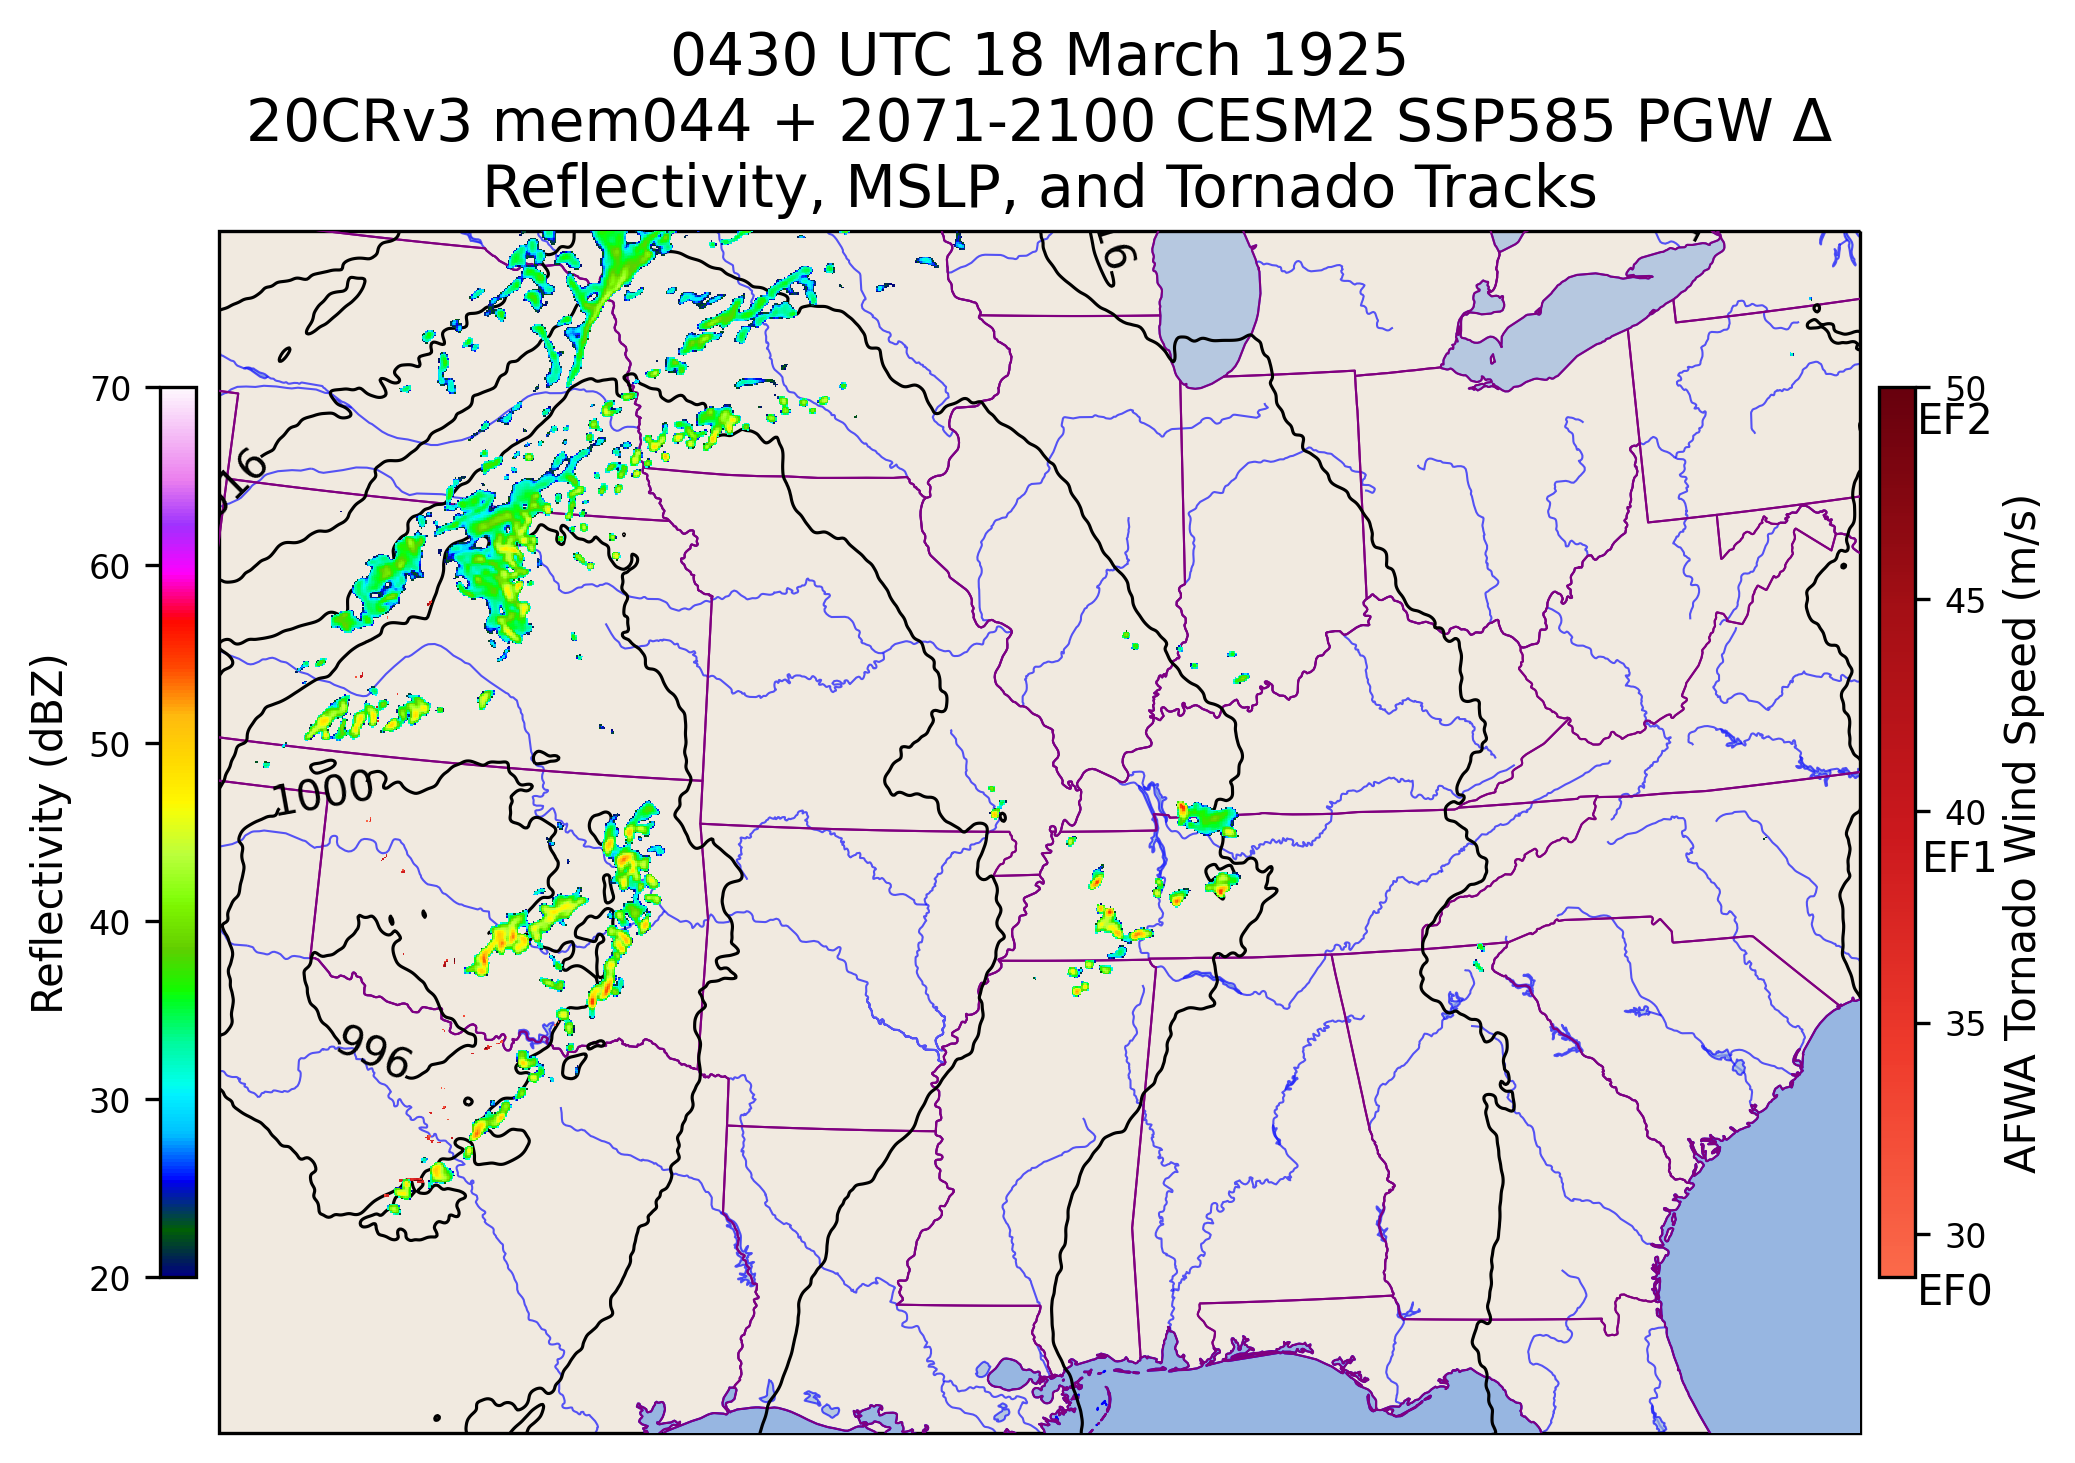 0430 UTC 18 March 1925
20CRv3 mem044 + 2071-2100 CESM2 SSP585 PGW Δ
Reflectivity, MSLP, and Tornado Tracks
16
16
1000
996
70
60
50
40
30
20
Reflectivity (dBZ)
50
EF2
45
40
EF1
35
30
EF0
AFWA Tornado Wind Speed (m/s)